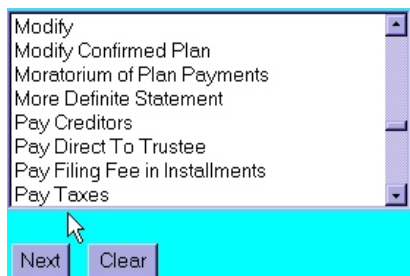 Modify
Modify Confirmed Plan
Moratorium of Plan Payments
More Definite Statement
Pay Creditors
Pay Direct To Trustee
Pay Filing Fee in Installments
Pay Taxes
Next Clear